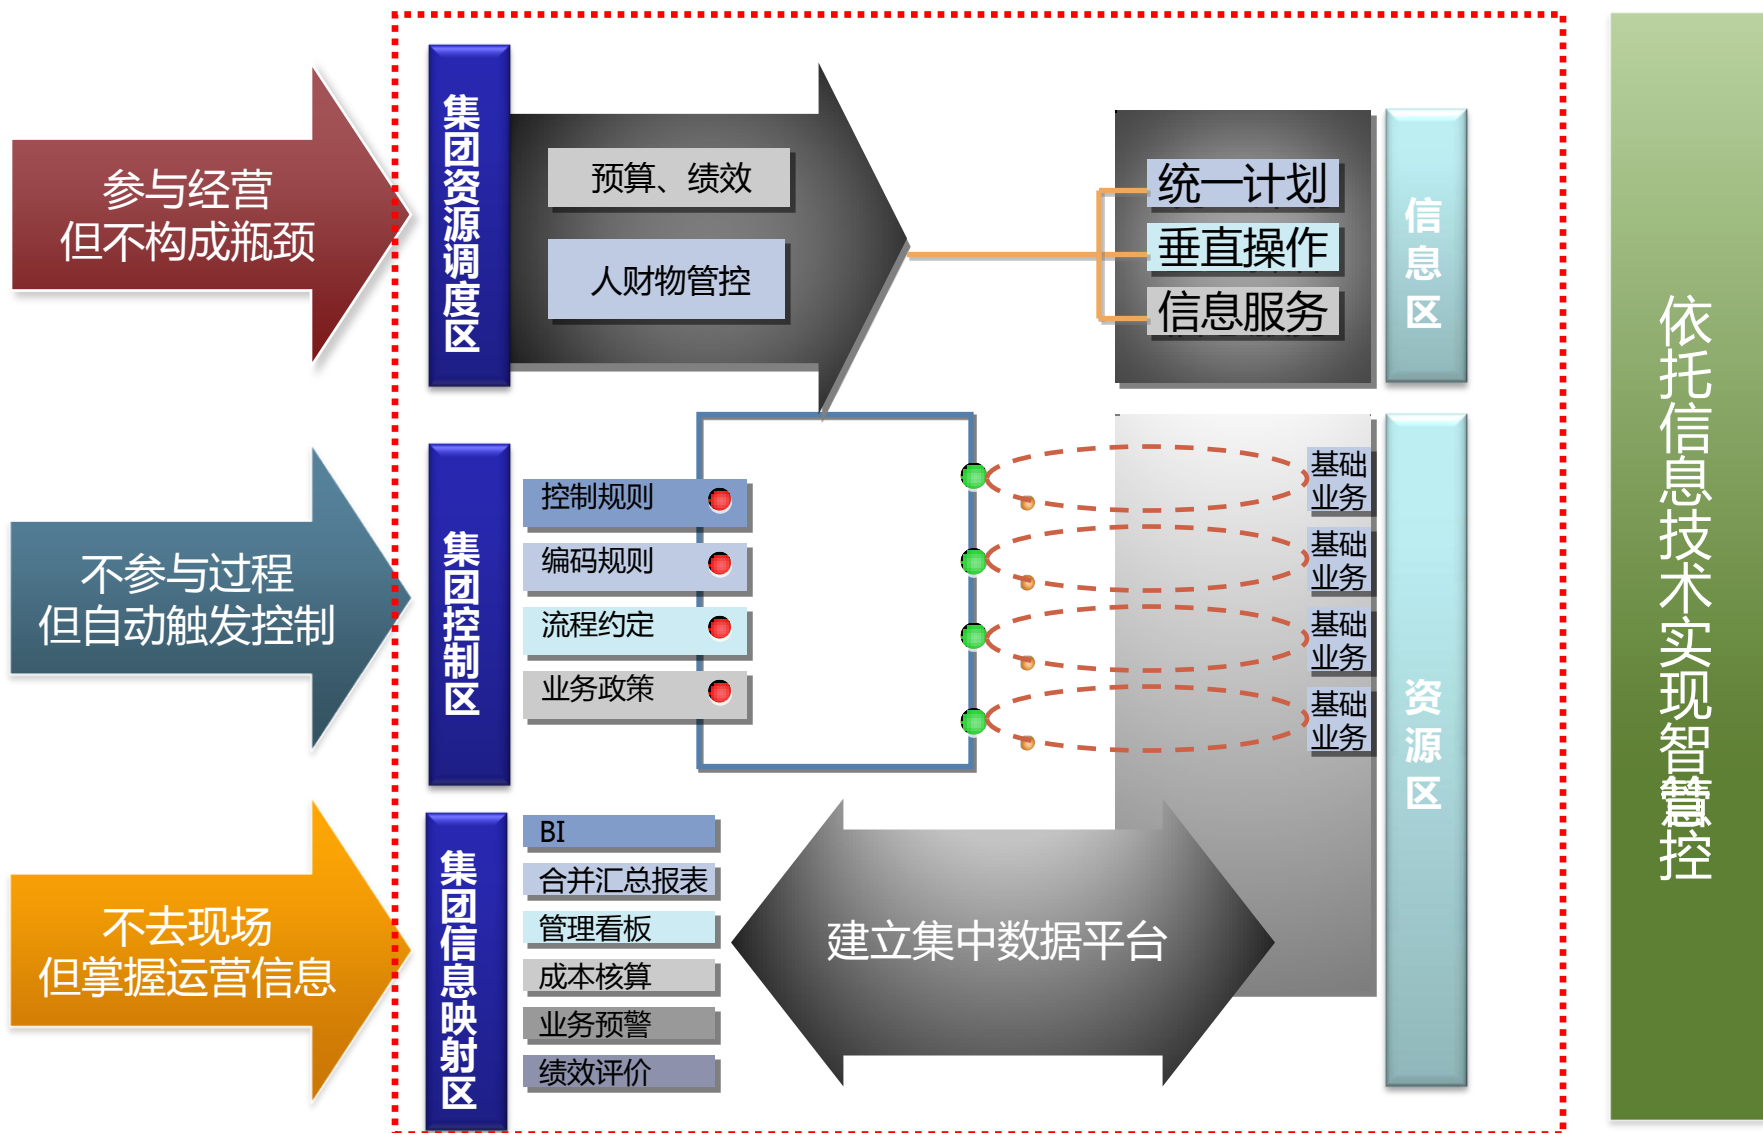 参与经营
但不构成瓶颈
集团资源调度区
预算、绩效
人财物管控
统一计划
垂直操作
信息服务
信息区
不参与过程
但自动触发控制
集团控制区
控制规则
编码规则
流程约定
业务政策
基础
业务
基础
业务
基础
业务
基础
业务
资源区
不去现场
但掌握运营信息
集团信息映射区
BI
合并汇总报表
管理看板
成本核算
业务预警
绩效评价
建立集中数据平台
依托信息技术实现智慧管控